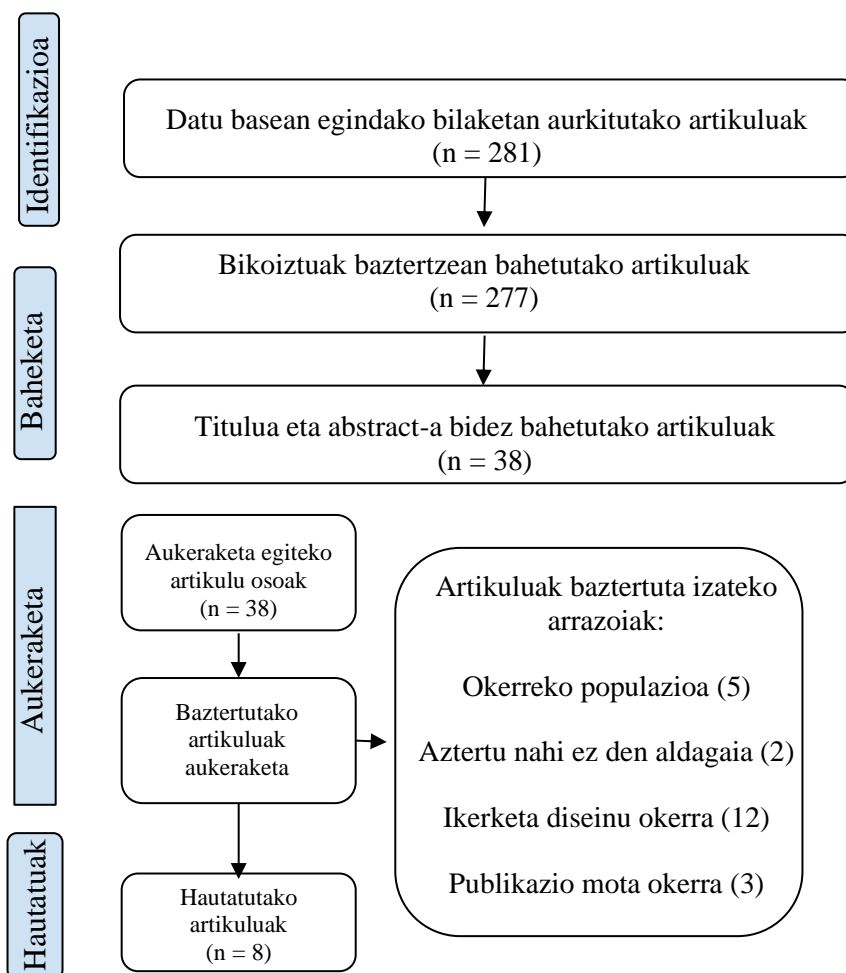 Identifikazioa
Datu basean egindako bilaketan aurkitutako artikuluak
(n = 281)
Baheketa
Bikoiztuak baztertzean bahetutako artikuluak
(n = 277)
Titulua eta abstract-a bidez bahetutako artikuluak
(n = 38)
Aukeraketa
Aukeraketa egiteko
artikulu osoak
(n = 38)
Baztertutako
artikuluak
aukeraketa
Artikuluak baztertuta izateko
arrazoiak:
Okerreko populazioa (5)
Aztertu nahi ez den aldagaia (2)
Ikerketa diseinu okerra (12)
Publikazio mota okerra (3)
Hautatuak
Hautatutako
artikuluak
(n = 8)